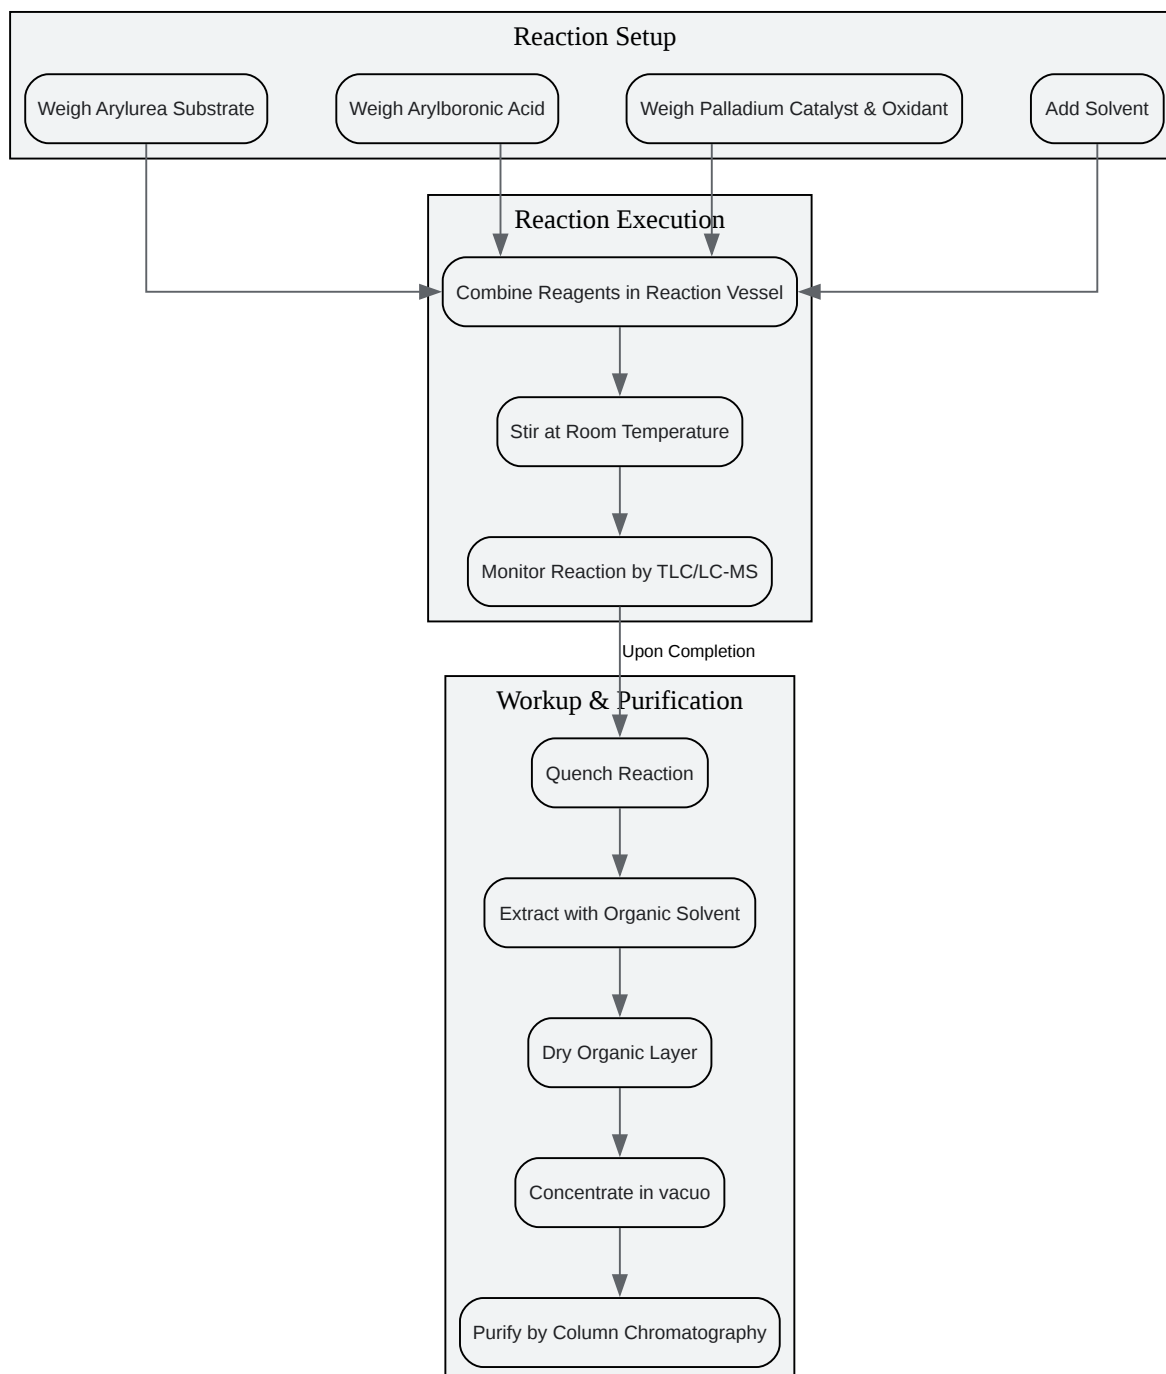 Reaction Setup
Weigh Arylurea Substrate
Weigh Arylboronic Acid
Weigh Palladium Catalyst & Oxidant
Add Solvent
Reaction Execution
Combine Reagents in Reaction Vessel
Stir at Room Temperature
Monitor Reaction by TLC/LC-MS
Upon Completion
Workup & Purification
Quench Reaction
Extract with Organic Solvent
Dry Organic Layer
Concentrate in vacuo
Purify by Column Chromatography